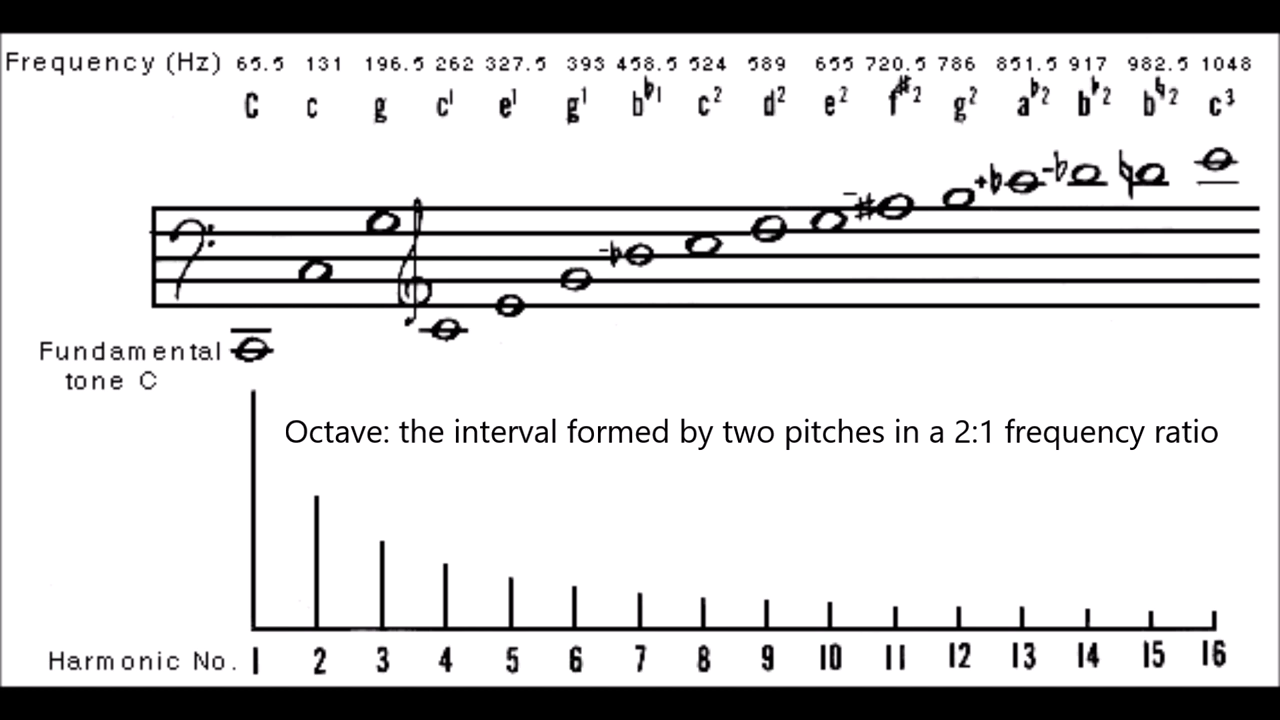 Frequency (Hz) 65.5 131 196.5 262 327.5 393 458.5 524 589 655 720.5 786 851.5 917 982.5 1048
C c g c¹ e¹ g¹ b♭¹ c² d² e² f♯² g² a♭² b♭² b♮² c³
Fundamental
tone C
Octave: the interval formed by two pitches in a 2:1 frequency ratio
Harmonic No. 1 2 3 4 5 6 7 8 9 10 11 12 13 14 15 16